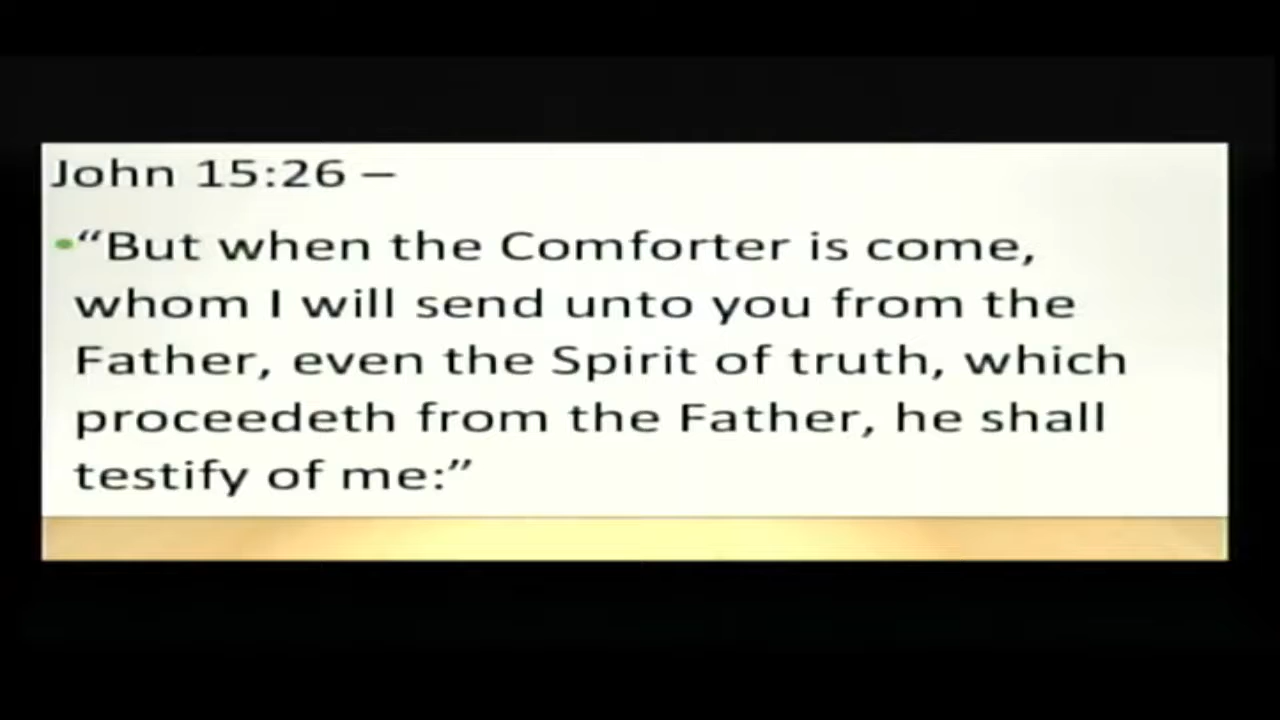 John 15:26 –
•“But when the Comforter is come,
whom I will send unto you from the
Father, even the Spirit of truth, which
proceedeth from the Father, he shall
testify of me:”